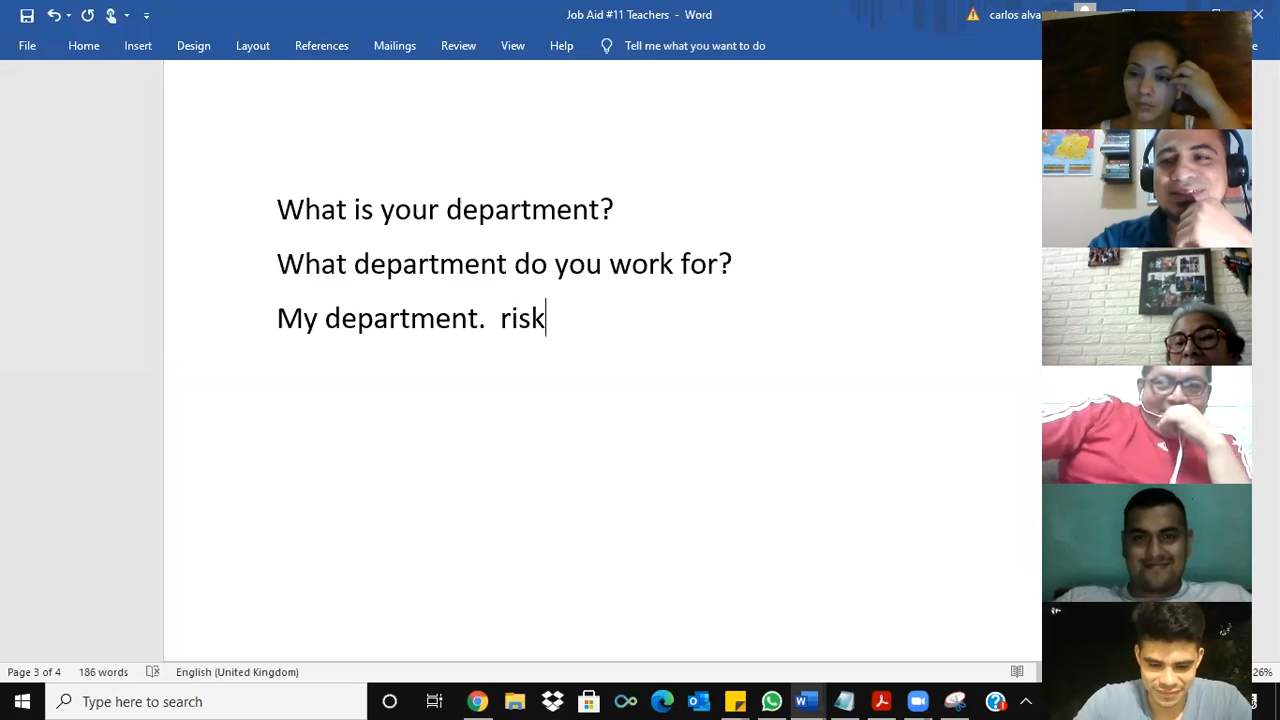 Job Aid #11 Teachers - Word
carlos alva
File Home Insert Design Layout References Mailings Review View Help Tell me what you want to do
What is your department?
What department do you work for?
My department.  risk
Page 3 of 4 186 words English (United Kingdom) 26%
Type here to search